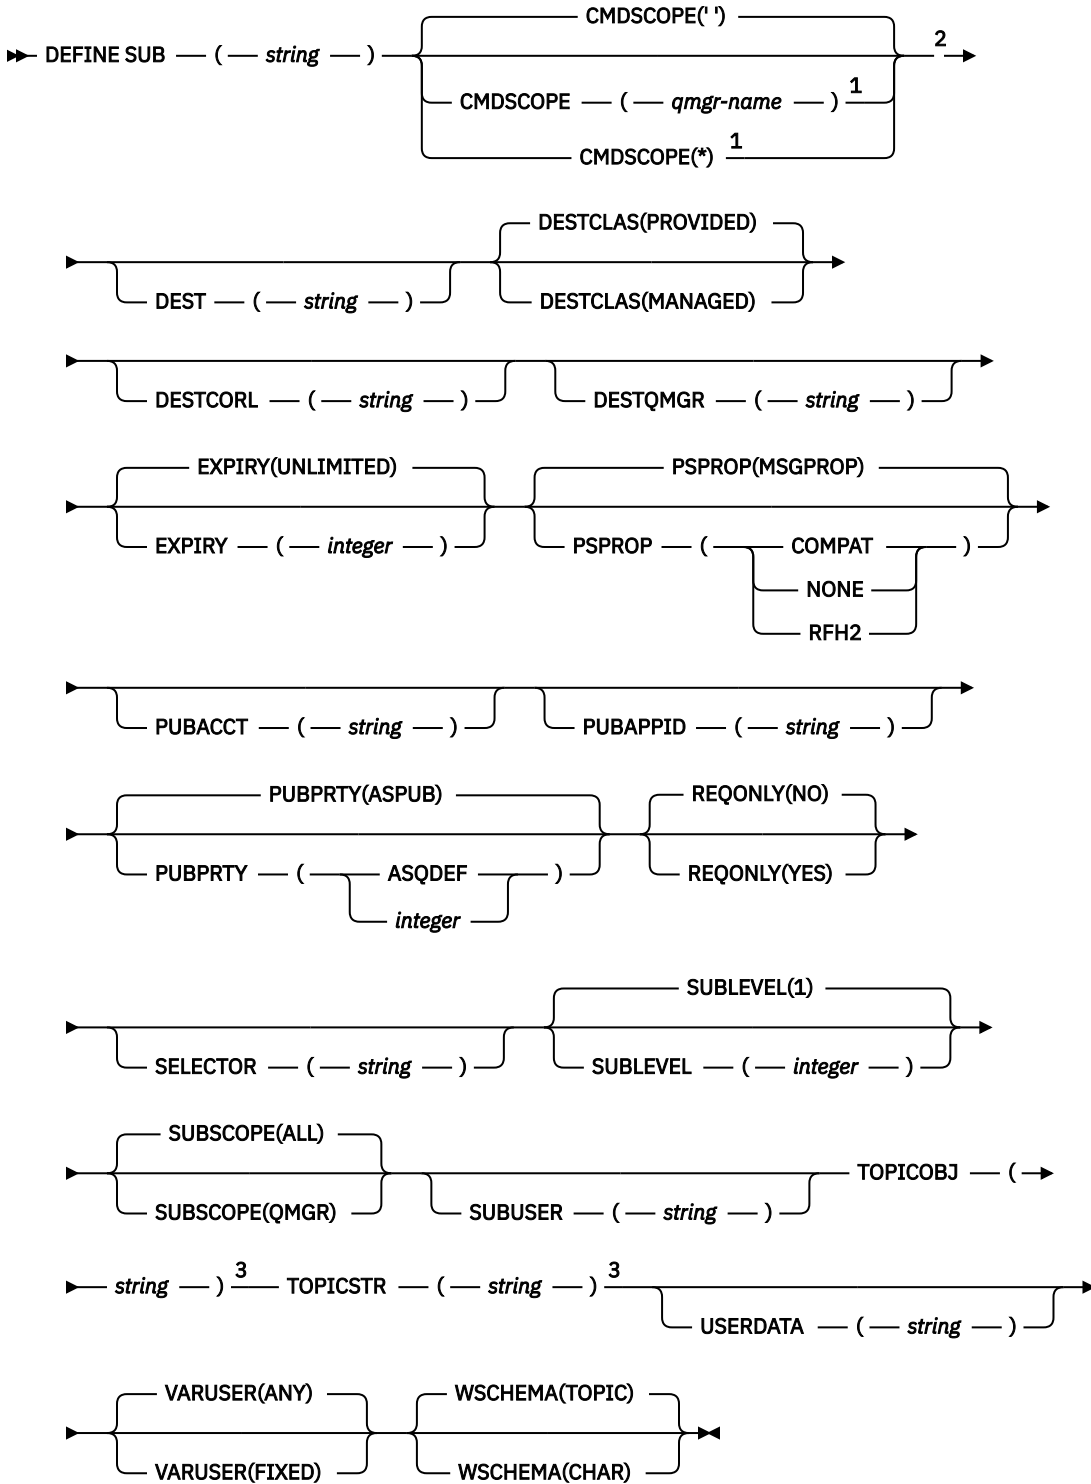 CMDSCOPE(' ')
DEFINE SUB ( string ) 2
CMDSCOPE ( qmgr-name ) 1
CMDSCOPE(*) 1
DESTCLAS(PROVIDED)
DEST ( string ) DESTCLAS(MANAGED)
DESTCORL ( string ) DESTQMGR ( string )
EXPIRY(UNLIMITED) PSPROP(MSGPROP)
EXPIRY ( integer ) PSPROP ( COMPAT )
NONE
RFH2
PUBACCT ( string ) PUBAPPID ( string )
PUBPRTY(ASPUB) REQONLY(NO)
PUBPRTY ( ASQDEF ) REQONLY(YES)
integer
SUBLEVEL(1)
SELECTOR ( string ) SUBLEVEL ( integer )
SUBSCOPE(ALL)
TOPICOBJ (
SUBSCOPE(QMGR) SUBUSER ( string )
string ) 3 TOPICSTR ( string ) 3
USERDATA ( string )
VARUSER(ANY) WSCHEMA(TOPIC)
VARUSER(FIXED) WSCHEMA(CHAR)